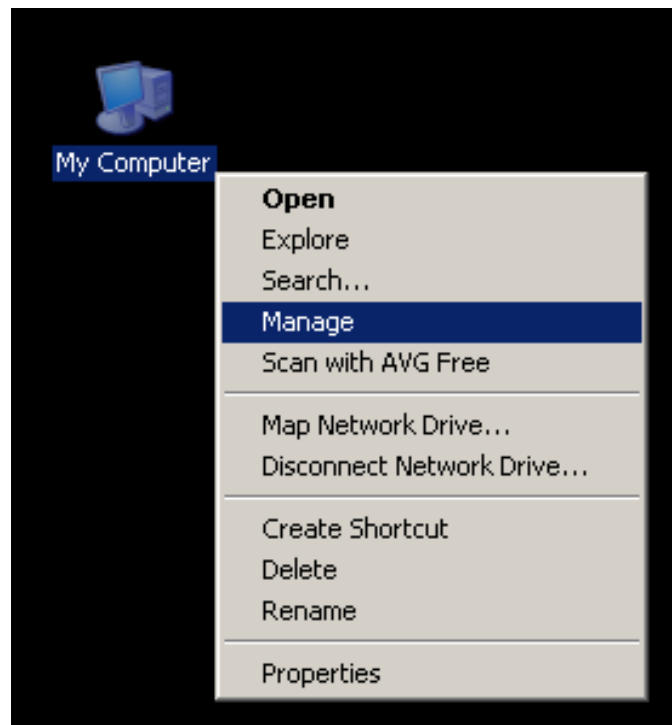 My Computer
Open
Explore
Search...
Manage
Scan with AVG Free
Map Network Drive...
Disconnect Network Drive...
Create Shortcut
Delete
Rename
Properties